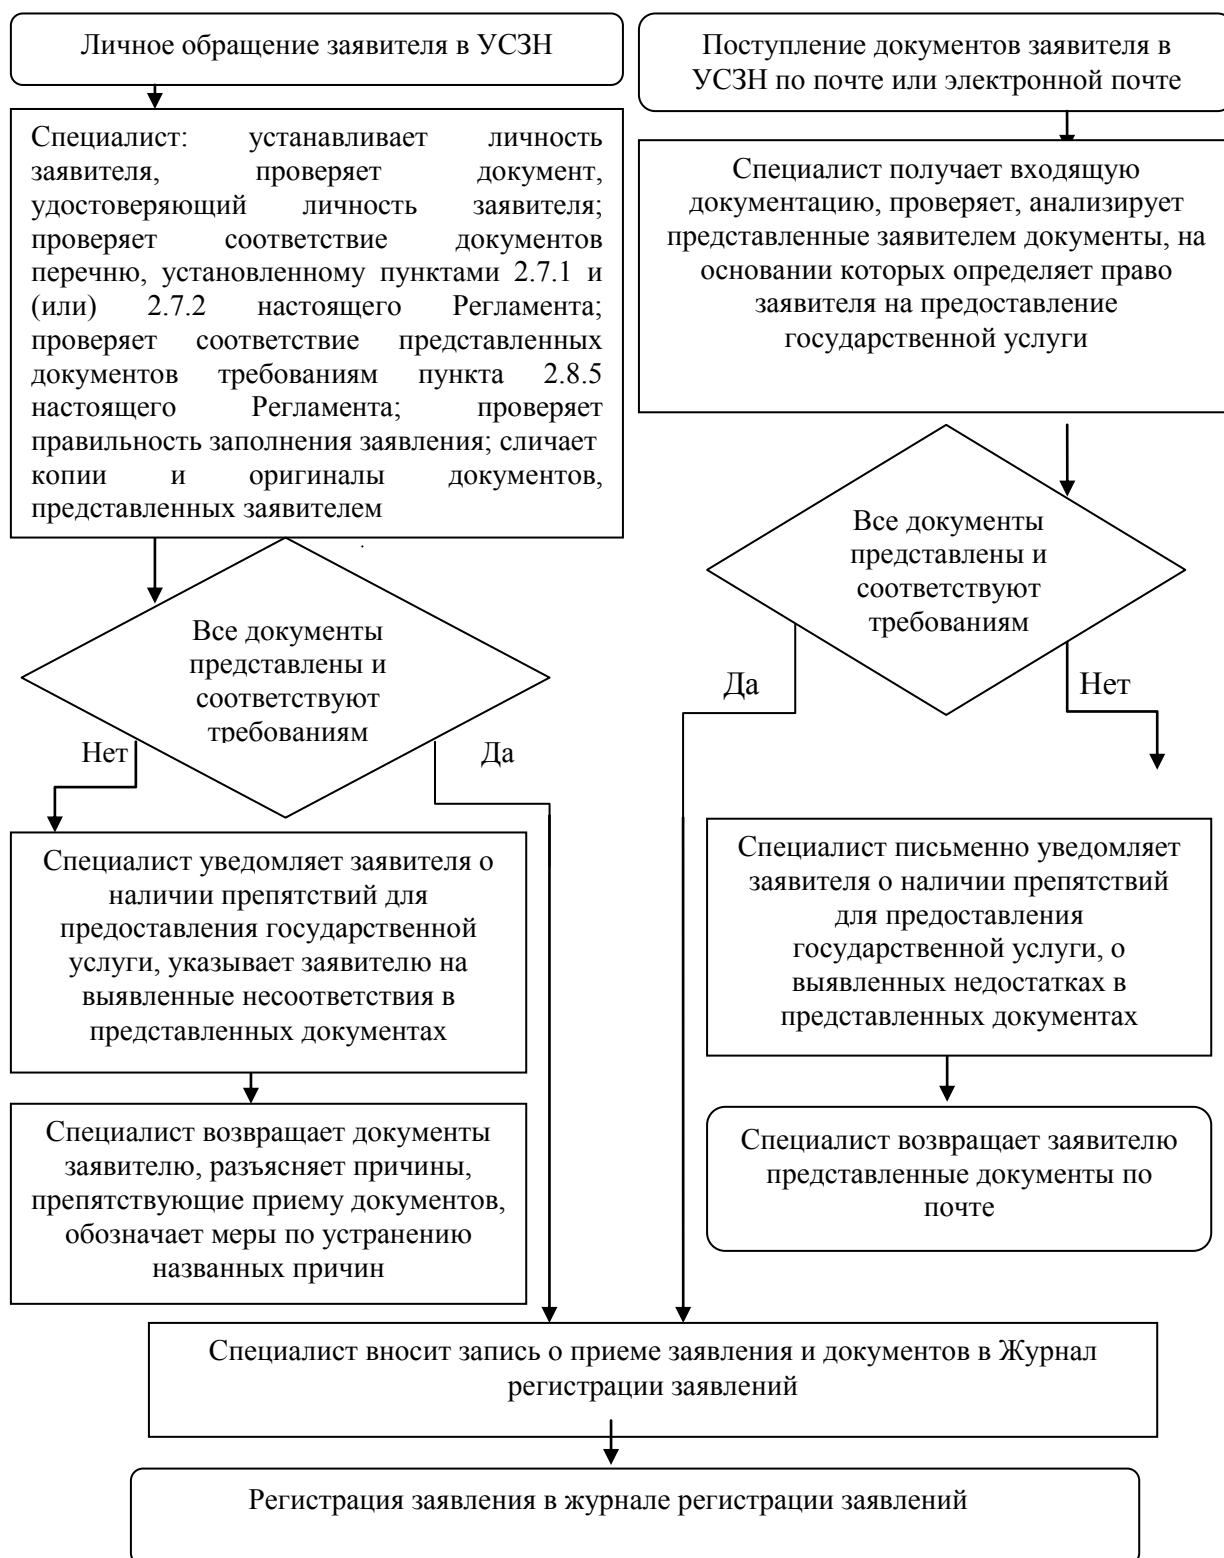 Личное обращение заявителя в УСЗН
Поступление документов заявителя в
УСЗН по почте или электронной почте
Специалист: устанавливает личность
заявителя, проверяет документ,
удостоверяющий личность заявителя;
проверяет соответствие документов
перечню, установленному пунктами 2.7.1 и
(или) 2.7.2 настоящего Регламента;
проверяет соответствие представленных
документов требованиям пункта 2.8.5
настоящего Регламента; проверяет
правильность заполнения заявления; сличает
копии и оригиналы документов,
представленных заявителем
Специалист получает входящую
документацию, проверяет, анализирует
представленные заявителем документы, на
основании которых определяет право
заявителя на предоставление
государственной услуги
Все документы
представлены и
соответствуют
требованиям
Нет
Да
Все документы
представлены и
соответствуют
требованиям
Да
Нет
Специалист уведомляет заявителя о
наличии препятствий для
предоставления государственной
услуги, указывает заявителю на
выявленные несоответствия в
представленных документах
Специалист письменно уведомляет
заявителя о наличии препятствий
для предоставления
государственной услуги, о
выявленных недостатках в
представленных документах
Специалист возвращает документы
заявителю, разъясняет причины,
препятствующие приему документов,
обозначает меры по устранению
названных причин
Специалист возвращает заявителю
представленные документы по
почте
Специалист вносит запись о приеме заявления и документов в Журнал
регистрации заявлений
Регистрация заявления в журнале регистрации заявлений